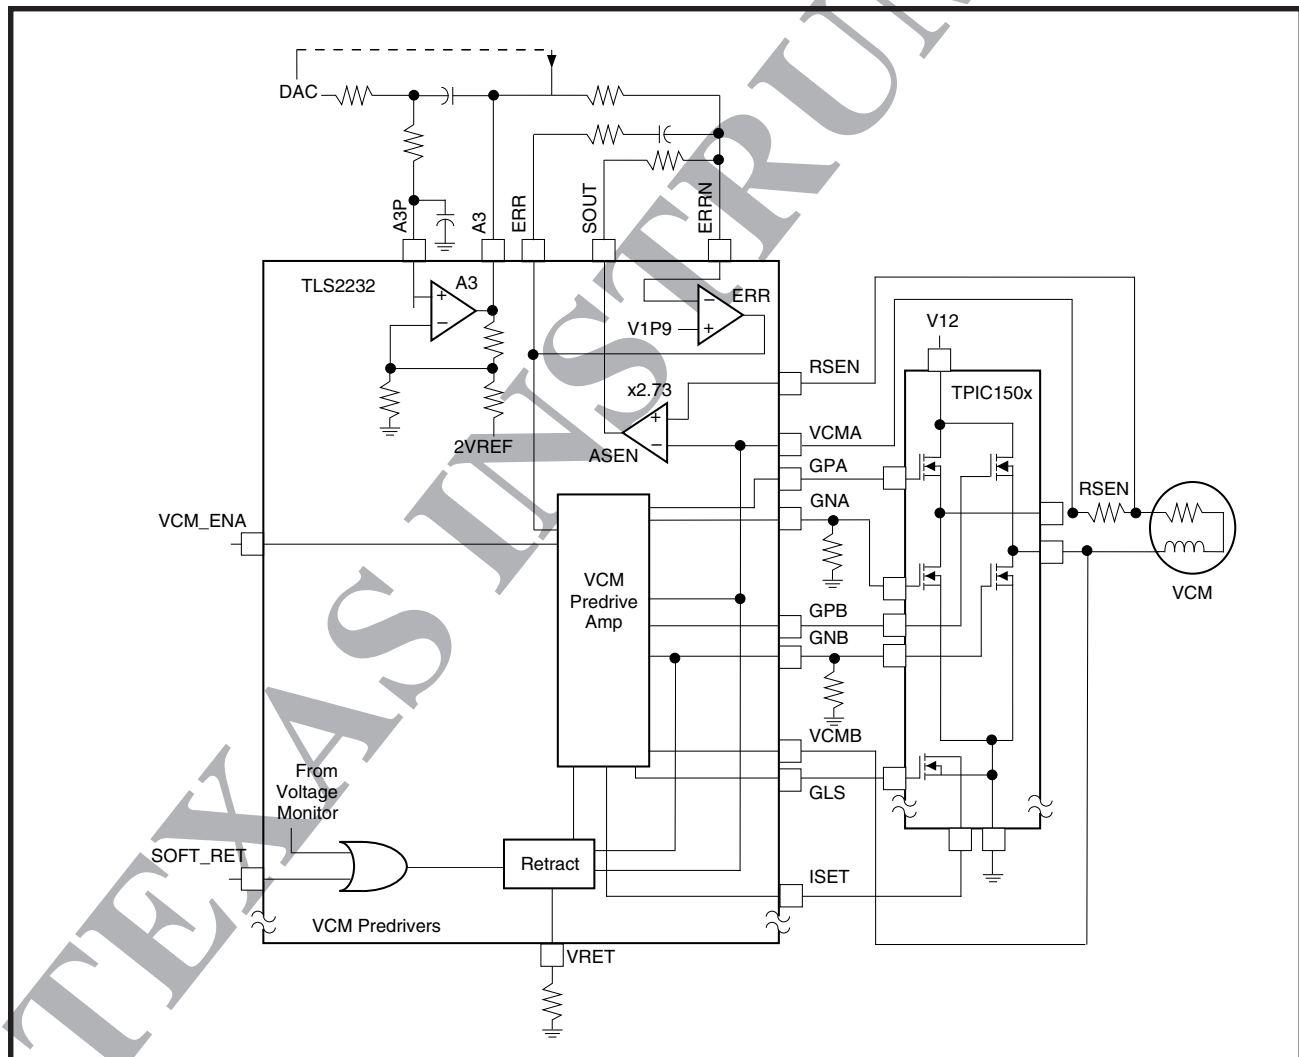 DAC
A3P
A3
ERR
SOUT
ERRN
TLS2232
A3
ERR
V1P9
V12
RSEN
TPIC150x
x2.73
VCMA
2VREF
ASEN
GPA
RSEN
GNA
VCM_ENA
VCM
Predrive
Amp
VCM
GPB
GNB
VCMB
From
Voltage
Monitor
GLS
SOFT_RET
Retract
ISET
VCM Predrivers
VRET
TEXAS INSTRUM